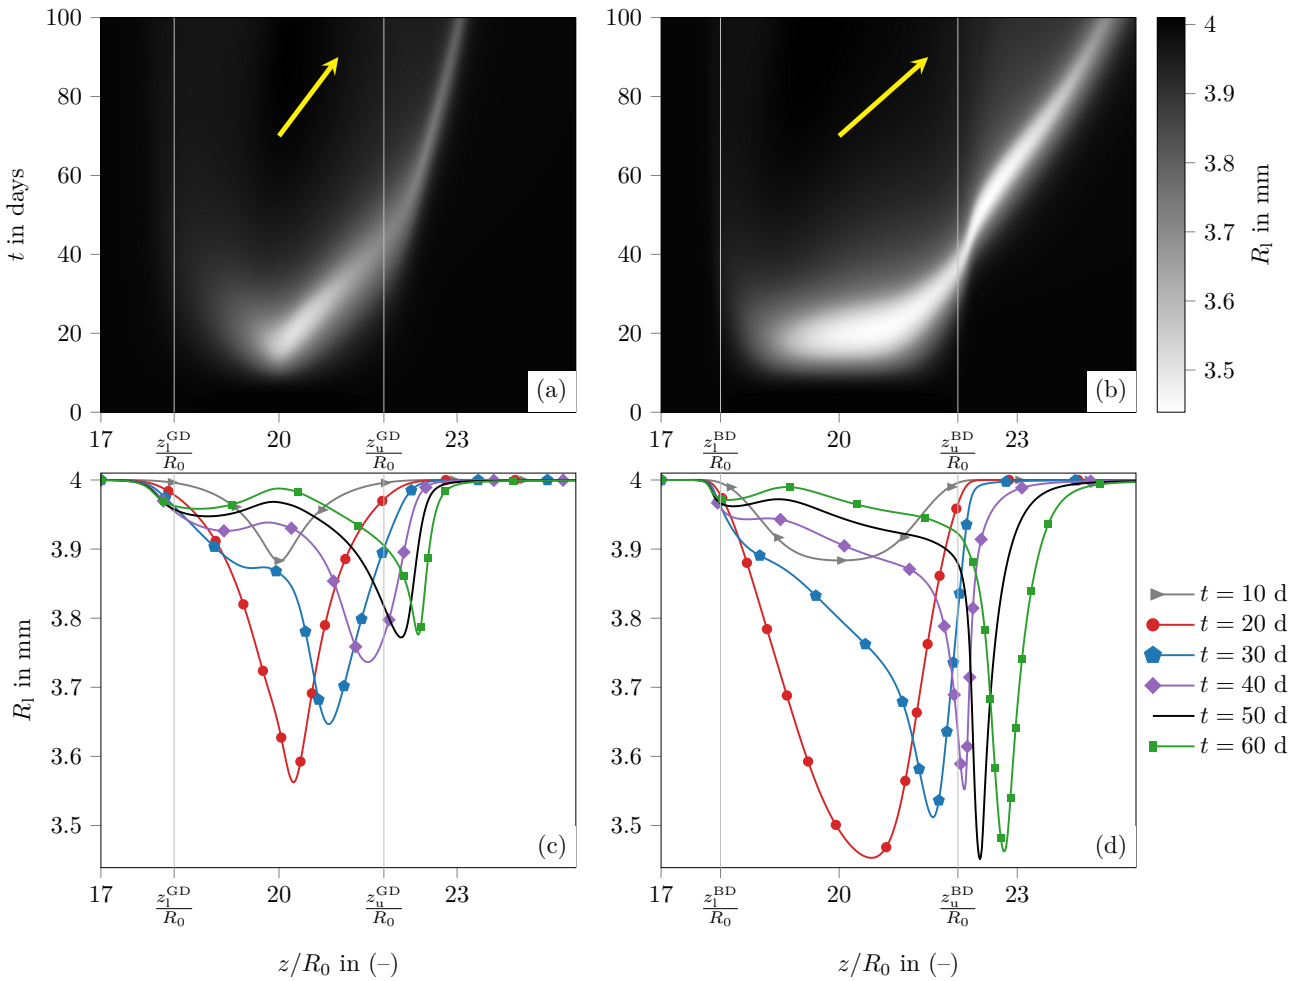 100
80
60
40
20
0
t in days
(a)
17
z_l^GD/R_0
20
z_u^GD/R_0
23
100
80
60
40
20
0
(b)
17
z_l^BD/R_0
20
z_u^BD/R_0
23
4
3.9
3.8
3.7
3.6
3.5
R_l in mm
4
3.9
3.8
3.7
3.6
3.5
R_l in mm
(c)
17
z_l^GD/R_0
20
z_u^GD/R_0
23
z/R_0 in (–)
4
3.9
3.8
3.7
3.6
3.5
(d)
17
z_l^BD/R_0
20
z_u^BD/R_0
23
z/R_0 in (–)
t = 10 d
t = 20 d
t = 30 d
t = 40 d
t = 50 d
t = 60 d